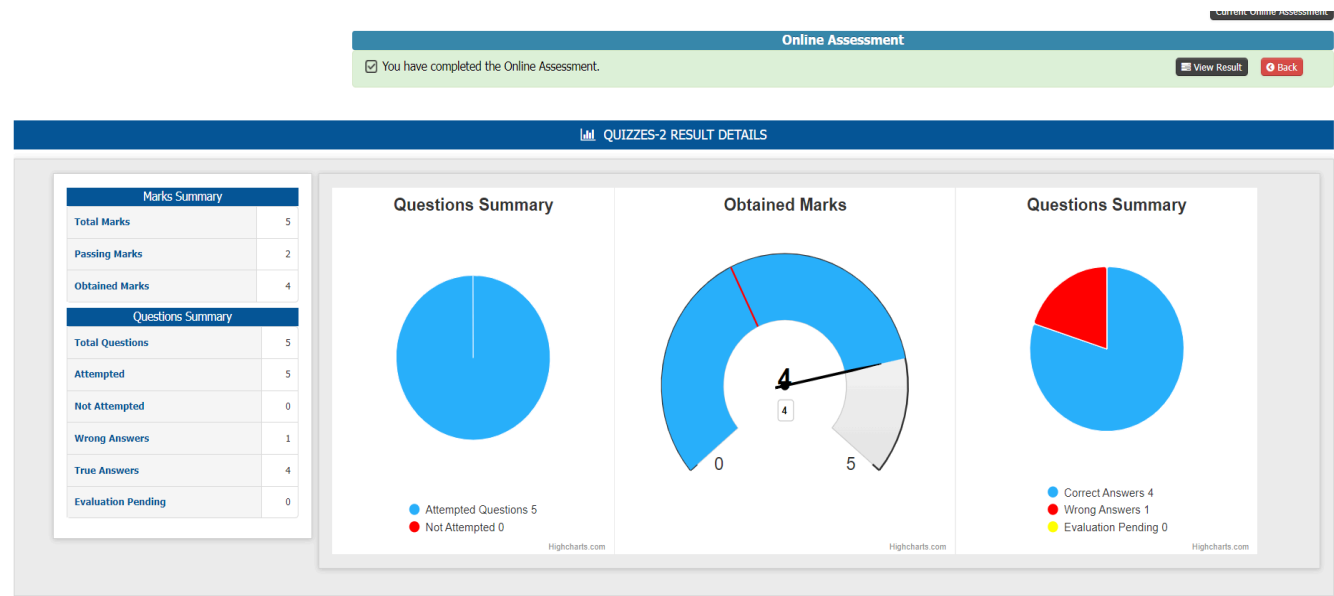 Current Online Assessment
Online Assessment
You have completed the Online Assessment.
View Result
Back
QUIZZES-2 RESULT DETAILS
Marks Summary
Total Marks 5
Passing Marks 2
Obtained Marks 4
Questions Summary
Total Questions 5
Attempted 5
Not Attempted 0
Wrong Answers 1
True Answers 4
Evaluation Pending 0
Questions Summary
Attempted Questions 5
Not Attempted 0
Highcharts.com
Obtained Marks
4
4
0 5
Highcharts.com
Questions Summary
Correct Answers 4
Wrong Answers 1
Evaluation Pending 0
Highcharts.com